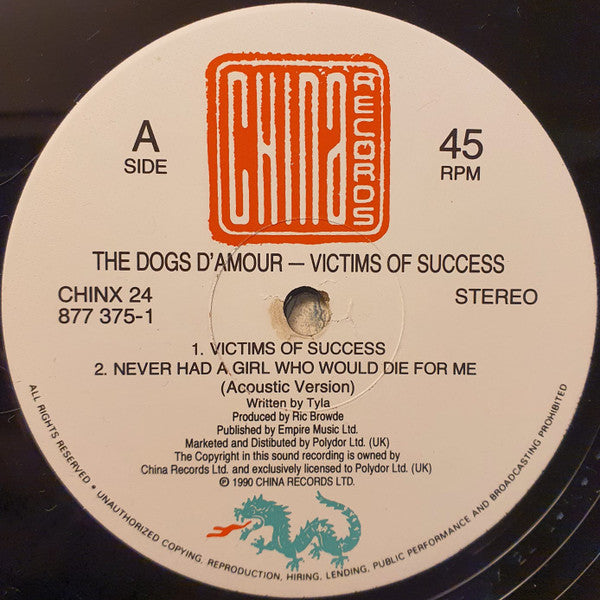 CHINA
RECORDS
A
SIDE
45
RPM
THE DOGS D'AMOUR — VICTIMS OF SUCCESS
CHINX 24
877 375-1
STEREO
1. VICTIMS OF SUCCESS
2. NEVER HAD A GIRL WHO WOULD DIE FOR ME
(Acoustic Version)
Written by Tyla
Produced by Ric Browde
Published by Empire Music Ltd.
Marketed and Distibuted by Polydor Ltd. (UK)
The Copyright in this sound recording is owned by
China Records Ltd. and exclusively licensed to Polydor Ltd. (UK)
℗ 1990 CHINA RECORDS LTD.
ALL RIGHTS RESERVED • UNAUTHORIZED COPYING, REPRODUCTION, HIRING, LENDING, PUBLIC PERFORMANCE AND BROADCASTING PROHIBITED